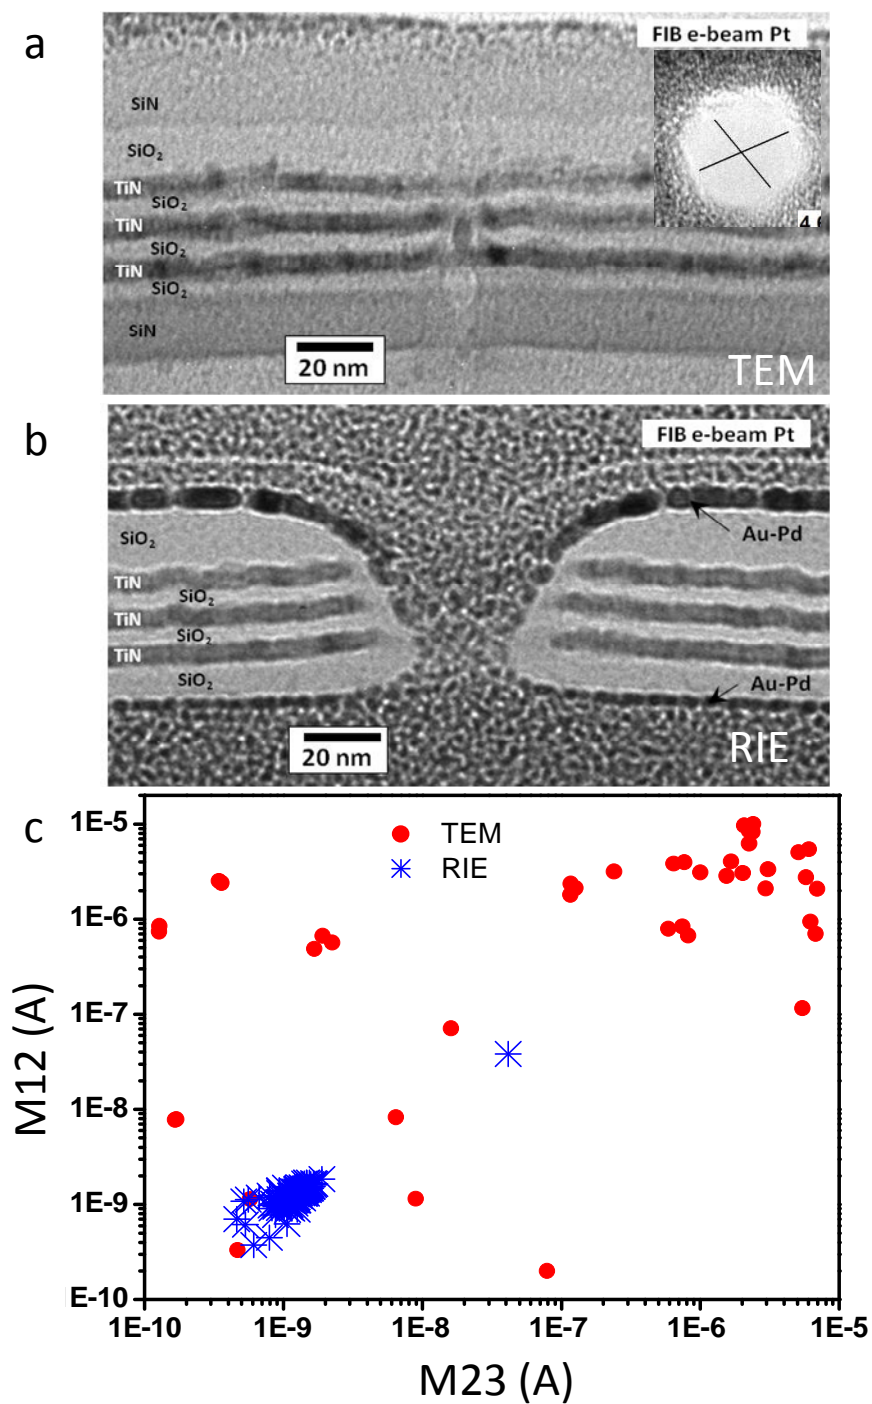 a
FIB e-beam Pt
SiN
SiO₂
TiN
SiO₂
TiN
SiO₂
TiN
SiO₂
SiN
20 nm
TEM
b
FIB e-beam Pt
SiO₂
Au-Pd
TiN
SiO₂
TiN
SiO₂
TiN
SiO₂
Au-Pd
20 nm
RIE
c
TEM
RIE
1E-5
1E-6
1E-7
1E-8
1E-9
E-10
M12 (A)
1E-10 1E-9 1E-8 1E-7 1E-6 1E-5
M23 (A)